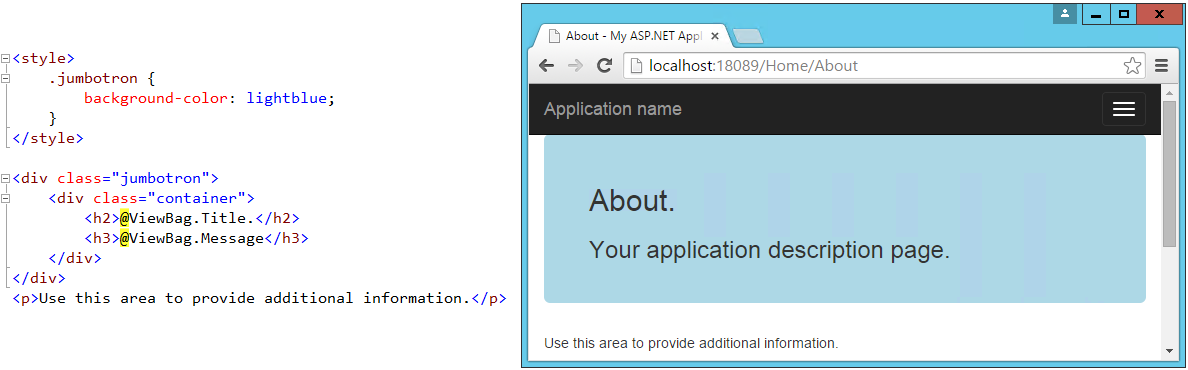 <style>
    .jumbotron {
        background-color: lightblue;
    }
</style>

<div class="jumbotron">
    <div class="container">
        <h2>@ViewBag.Title.</h2>
        <h3>@ViewBag.Message</h3>
    </div>
</div>
<p>Use this area to provide additional information.</p>
About - My ASP.NET Appl
localhost:18089/Home/About
Application name
About.
Your application description page.
Use this area to provide additional information.